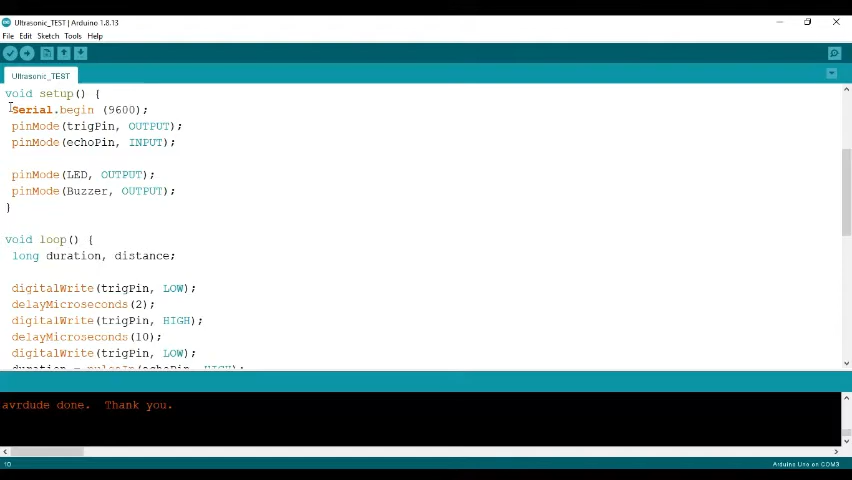 Ultrasonic_TEST | Arduino 1.8.13
File Edit Sketch Tools Help
Ultrasonic_TEST
void setup() {
Serial.begin (9600);
pinMode(trigPin, OUTPUT);
pinMode(echoPin, INPUT);
pinMode(LED, OUTPUT);
pinMode(Buzzer, OUTPUT);
}
void loop() {
long duration, distance;
digitalWrite(trigPin, LOW);
delayMicroseconds(2);
digitalWrite(trigPin, HIGH);
delayMicroseconds(10);
digitalWrite(trigPin, LOW);
duration = pulseIn(echoPin, HIGH);
avrdude done. Thank you.
10 Arduino Uno on COM3